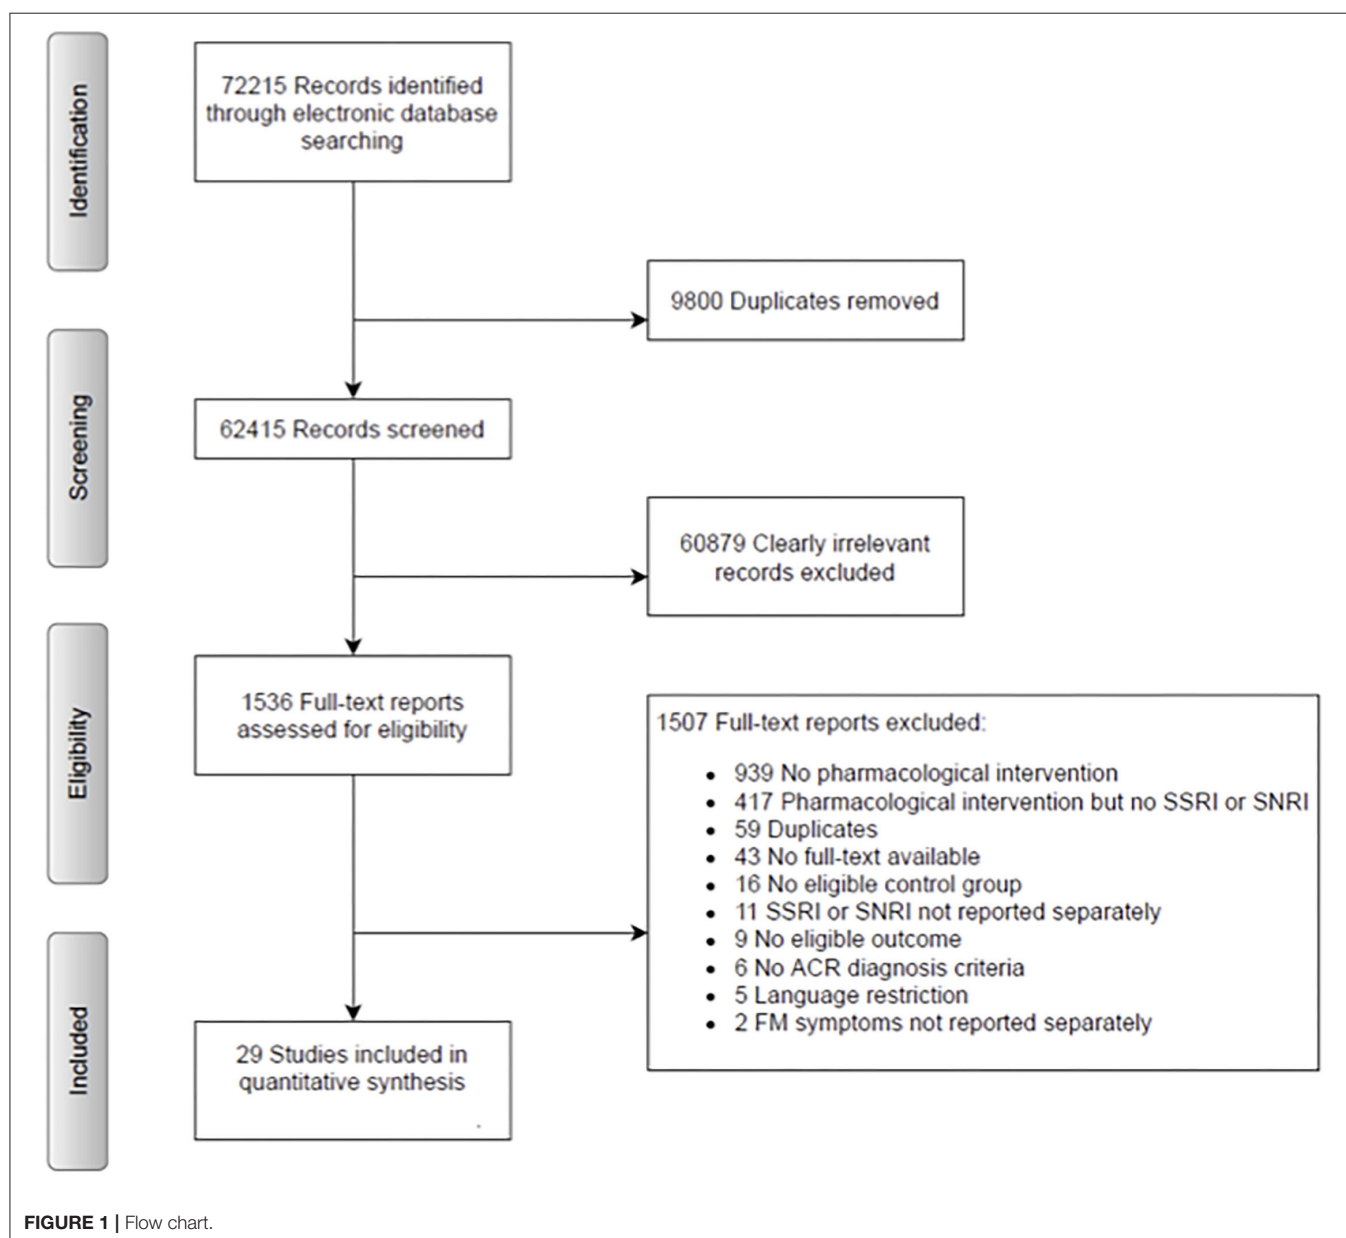 Identification
72215 Records identified
through electronic database
searching
9800 Duplicates removed
Screening
62415 Records screened
60879 Clearly irrelevant
records excluded
Eligibility
1536 Full-text reports
assessed for eligibility
1507 Full-text reports excluded:
• 939 No pharmacological intervention
• 417 Pharmacological intervention but no SSRI or SNRI
• 59 Duplicates
• 43 No full-text available
• 16 No eligible control group
• 11 SSRI or SNRI not reported separately
• 9 No eligible outcome
• 6 No ACR diagnosis criteria
• 5 Language restriction
• 2 FM symptoms not reported separately
Included
29 Studies included in
quantitative synthesis
.
FIGURE 1 | Flow chart.